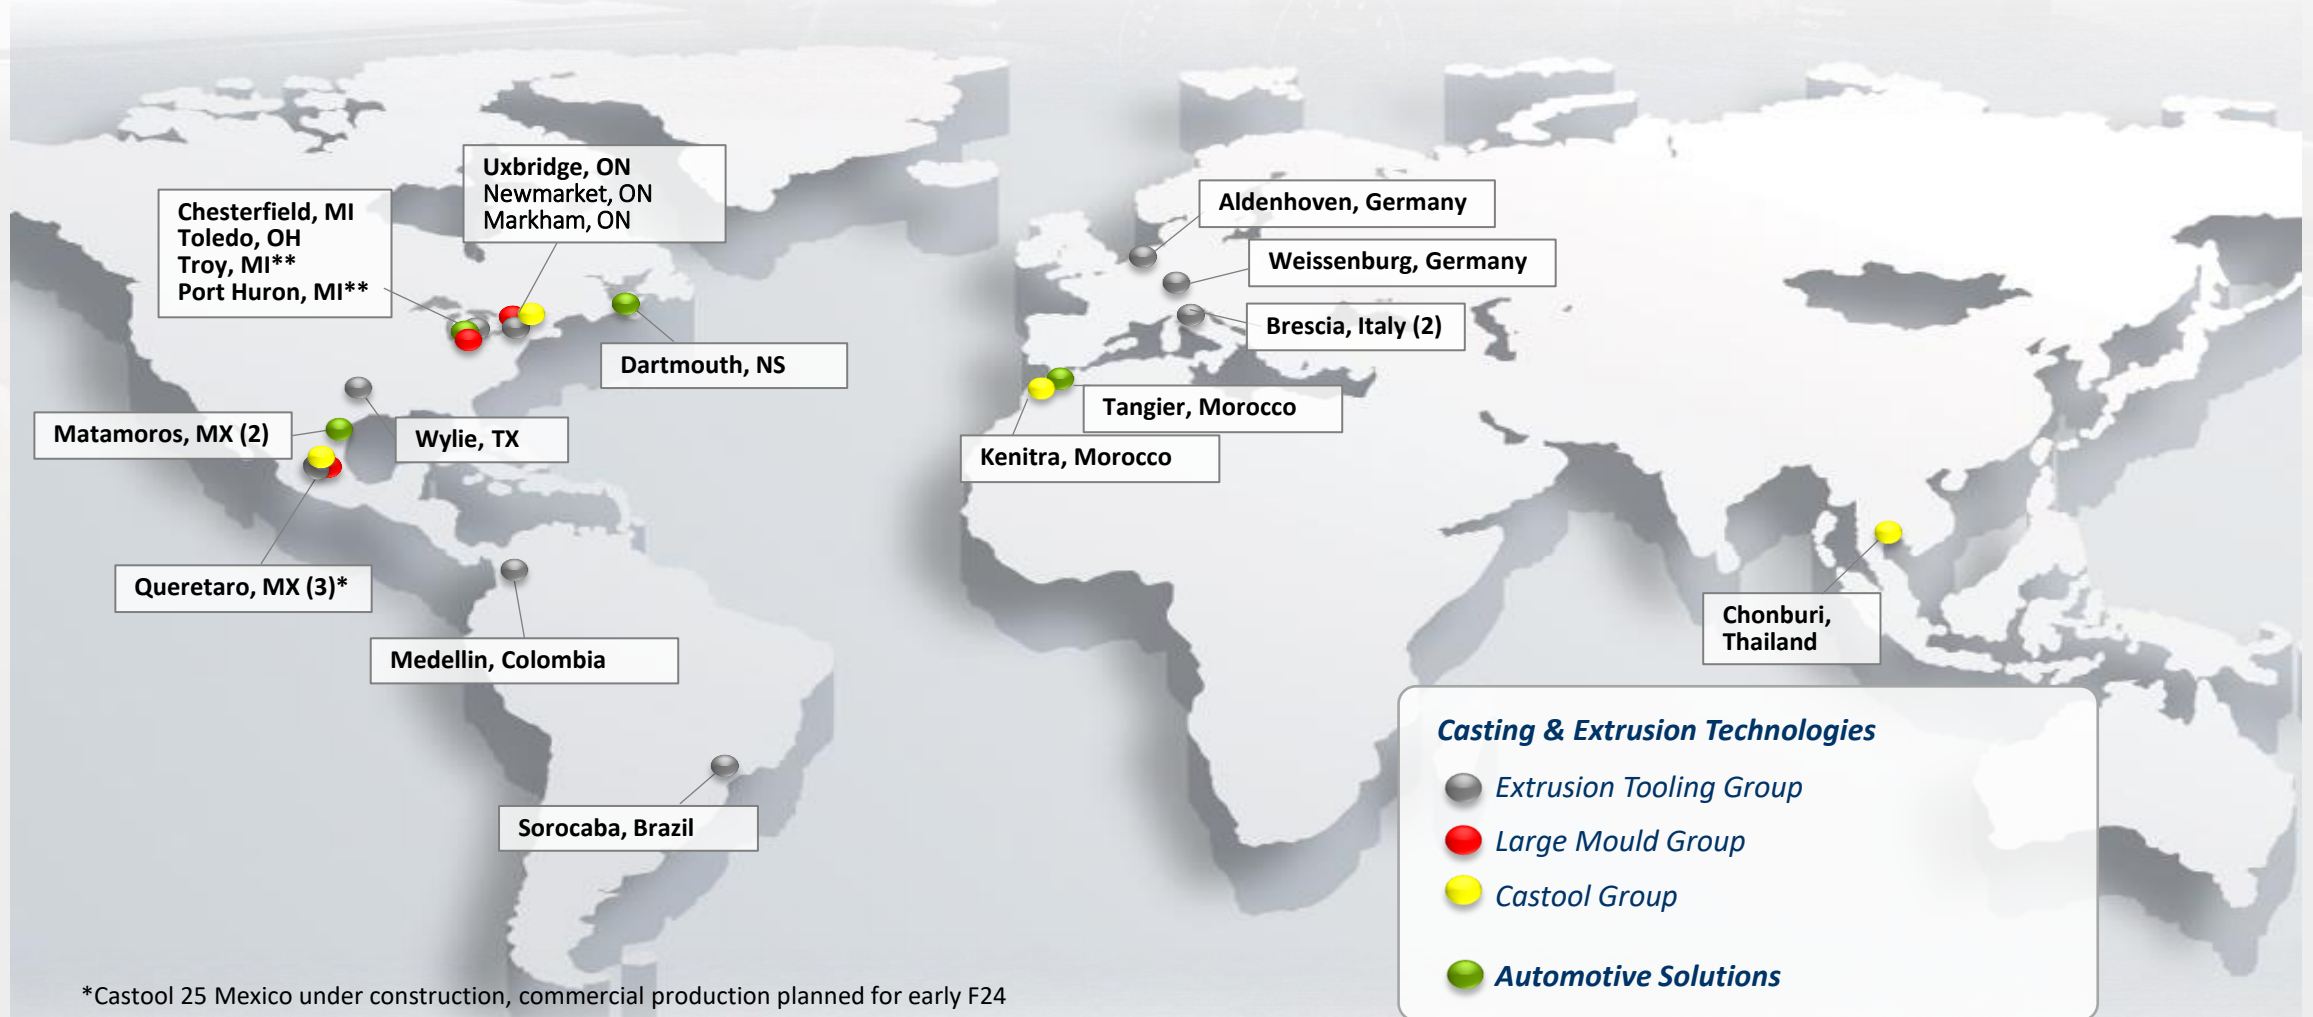 Uxbridge, ON
Newmarket, ON
Markham, ON
Chesterfield, MI
Toledo, OH
Troy, MI**
Port Huron, MI**
Aldenhoven, Germany
Weissenburg, Germany
Brescia, Italy (2)
Dartmouth, NS
Tangier, Morocco
Matamoros, MX (2)
Wylie, TX
Kenitra, Morocco
Queretaro, MX (3)*
Chonburi,
Thailand
Medellin, Colombia
Sorocaba, Brazil
Casting & Extrusion Technologies
Extrusion Tooling Group
Large Mould Group
Castool Group
Automotive Solutions
*Castool 25 Mexico under construction, commercial production planned for early F24